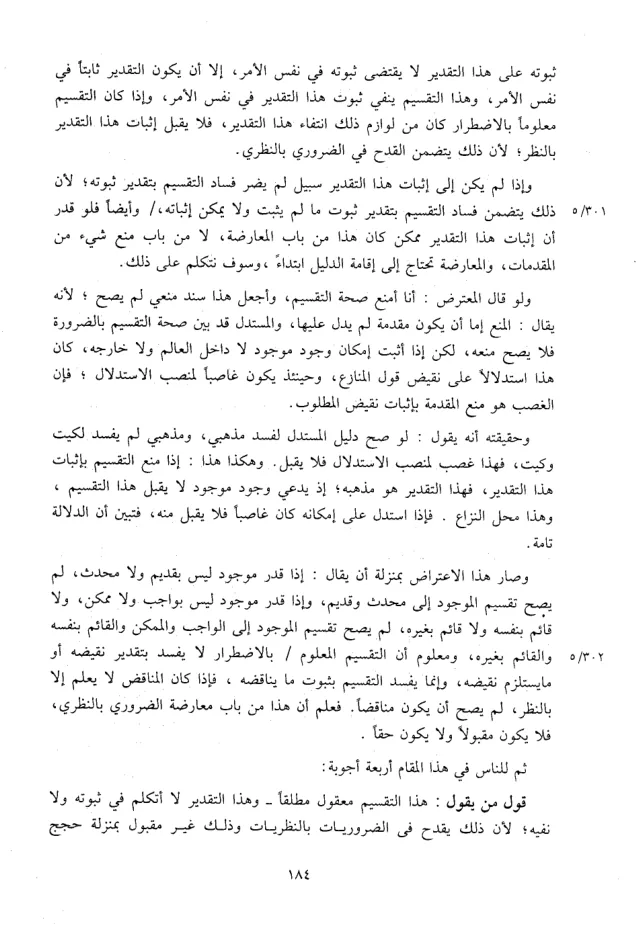 ثبوته على هذا التقدير لا يقتضى ثبوته في نفس الأمر، إلا أن يكون التقدير ثابتاً في
نفس الأمر، وهذا التقسيم ينفي ثبوت هذا التقدير في نفس الأمر، وإذا كان التقسيم
معلوماً بالاضطرار كان من لوازم ذلك انتفاء هذا التقدير، فلا يقبل إثبات هذا التقدير
بالنظر؛ لأن ذلك يتضمن القدح في الضروري بالنظري.
وإذا لم يكن إلى إثبات هذا التقدير سبيل لم يضر فساد التقسيم بتقدير ثبوته؛ لأن
ذلك يتضمن فساد التقسيم بتقدير ثبوت ما لم يثبت ولا يمكن إثباته،/ وأيضاً فلو قدر ٥/٣٠١
أن إثبات هذا التقدير ممكن كان هذا من باب المعارضة، لا من باب منع شيء من
المقدمات، والمعارضة تحتاج إلى إقامة الدليل ابتداءً ،وسوف نتكلم على ذلك.
ولو قال المعترض : أنا أمنع صحة التقسيم، وأجعل هذا سند منعي لم يصح ؛ لأنه
يقال : المنع إما أن يكون مقدمة لم يدل عليها، والمستدل قد بين صحة التقسيم بالضرورة
فلا يصح منعه، لكن إذا أثبت إمكان وجود موجود لا داخل العالم ولا خارجه، كان
هذا استدلالاً على نقيض قول المنازع، وحينئذ يكون غاصباً لمنصب الاستدلال ؛ فإن
الغصب هو منع المقدمة بإثبات نقيض المطلوب.
وحقيقته أنه يقول : لو صح دليل المستدل لفسد مذهبي، ومذهبي لم يفسد لكيت
وكيت، فهذا غصب لمنصب الاستدلال فلا يقبل. وهكذا هذا : إذا منع التقسيم بإثبات
هذا التقدير، فهذا التقدير هو مذهبه؛ إذ يدعي وجود موجود لا يقبل هذا التقسيم ،
وهذا محل النزاع . فإذا استدل على إمكانه كان غاصباً فلا يقبل منه، فتبين أن الدلالة
تامة.
وصار هذا الاعتراض بمنزلة أن يقال : إذا قدر موجود ليس بقديم ولا محدث، لم
يصح تقسيم الموجود إلى محدث وقديم، وإذا قدر موجود ليس بواجب ولا ممكن، ولا
قائم بنفسه ولا قائم بغيره، لم يصح تقسيم الموجود إلى الواجب والممكن والقائم بنفسه
والقائم بغيره، ومعلوم أن التقسيم المعلوم / بالاضطرار لا يفسد بتقدير نقيضه أو ٥/٣٠٢
مايستلزم نقيضه، وإنما يفسد التقسيم بثبوت ما يناقضه ، فإذا كان المناقض لا يعلم إلا
بالنظر، لم يصح أن يكون مناقضاً. فعلم أن هذا من باب معارضة الضروري بالنظري،
فلا يكون مقبولاً ولا يكون حقاً .
ثم للناس في هذا المقام أربعة أجوبة:
قول من يقول : هذا التقسيم معقول مطلقاً ـ وهذا التقدير لا أتكلم في ثبوته ولا
نفيه؛ لأن ذلك يقدح فى الضروريات بالنظريات وذلك غير مقبول بمنزلة حجج
١٨٤